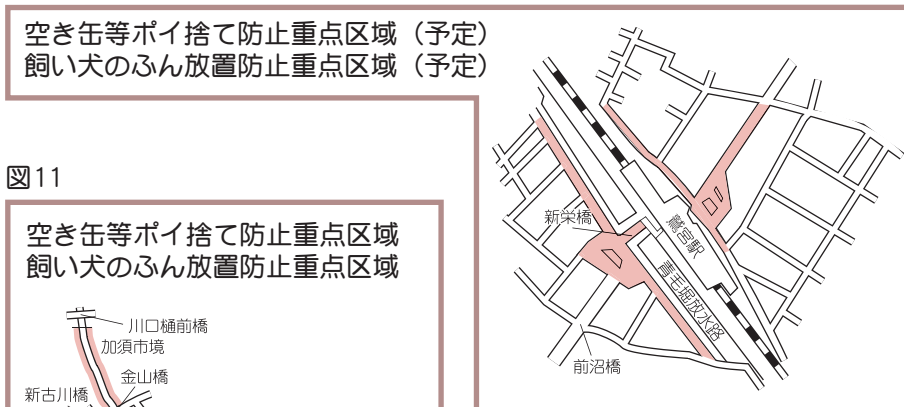 空き缶等ポイ捨て防止重点区域（予定）
飼い犬のふん放置防止重点区域（予定）
新栄橋
鷲宮駅
青毛堀放水路
前沼橋
図11
空き缶等ポイ捨て防止重点区域
飼い犬のふん放置防止重点区域
川口樋前橋
加須市境
金山橋
新古川橋